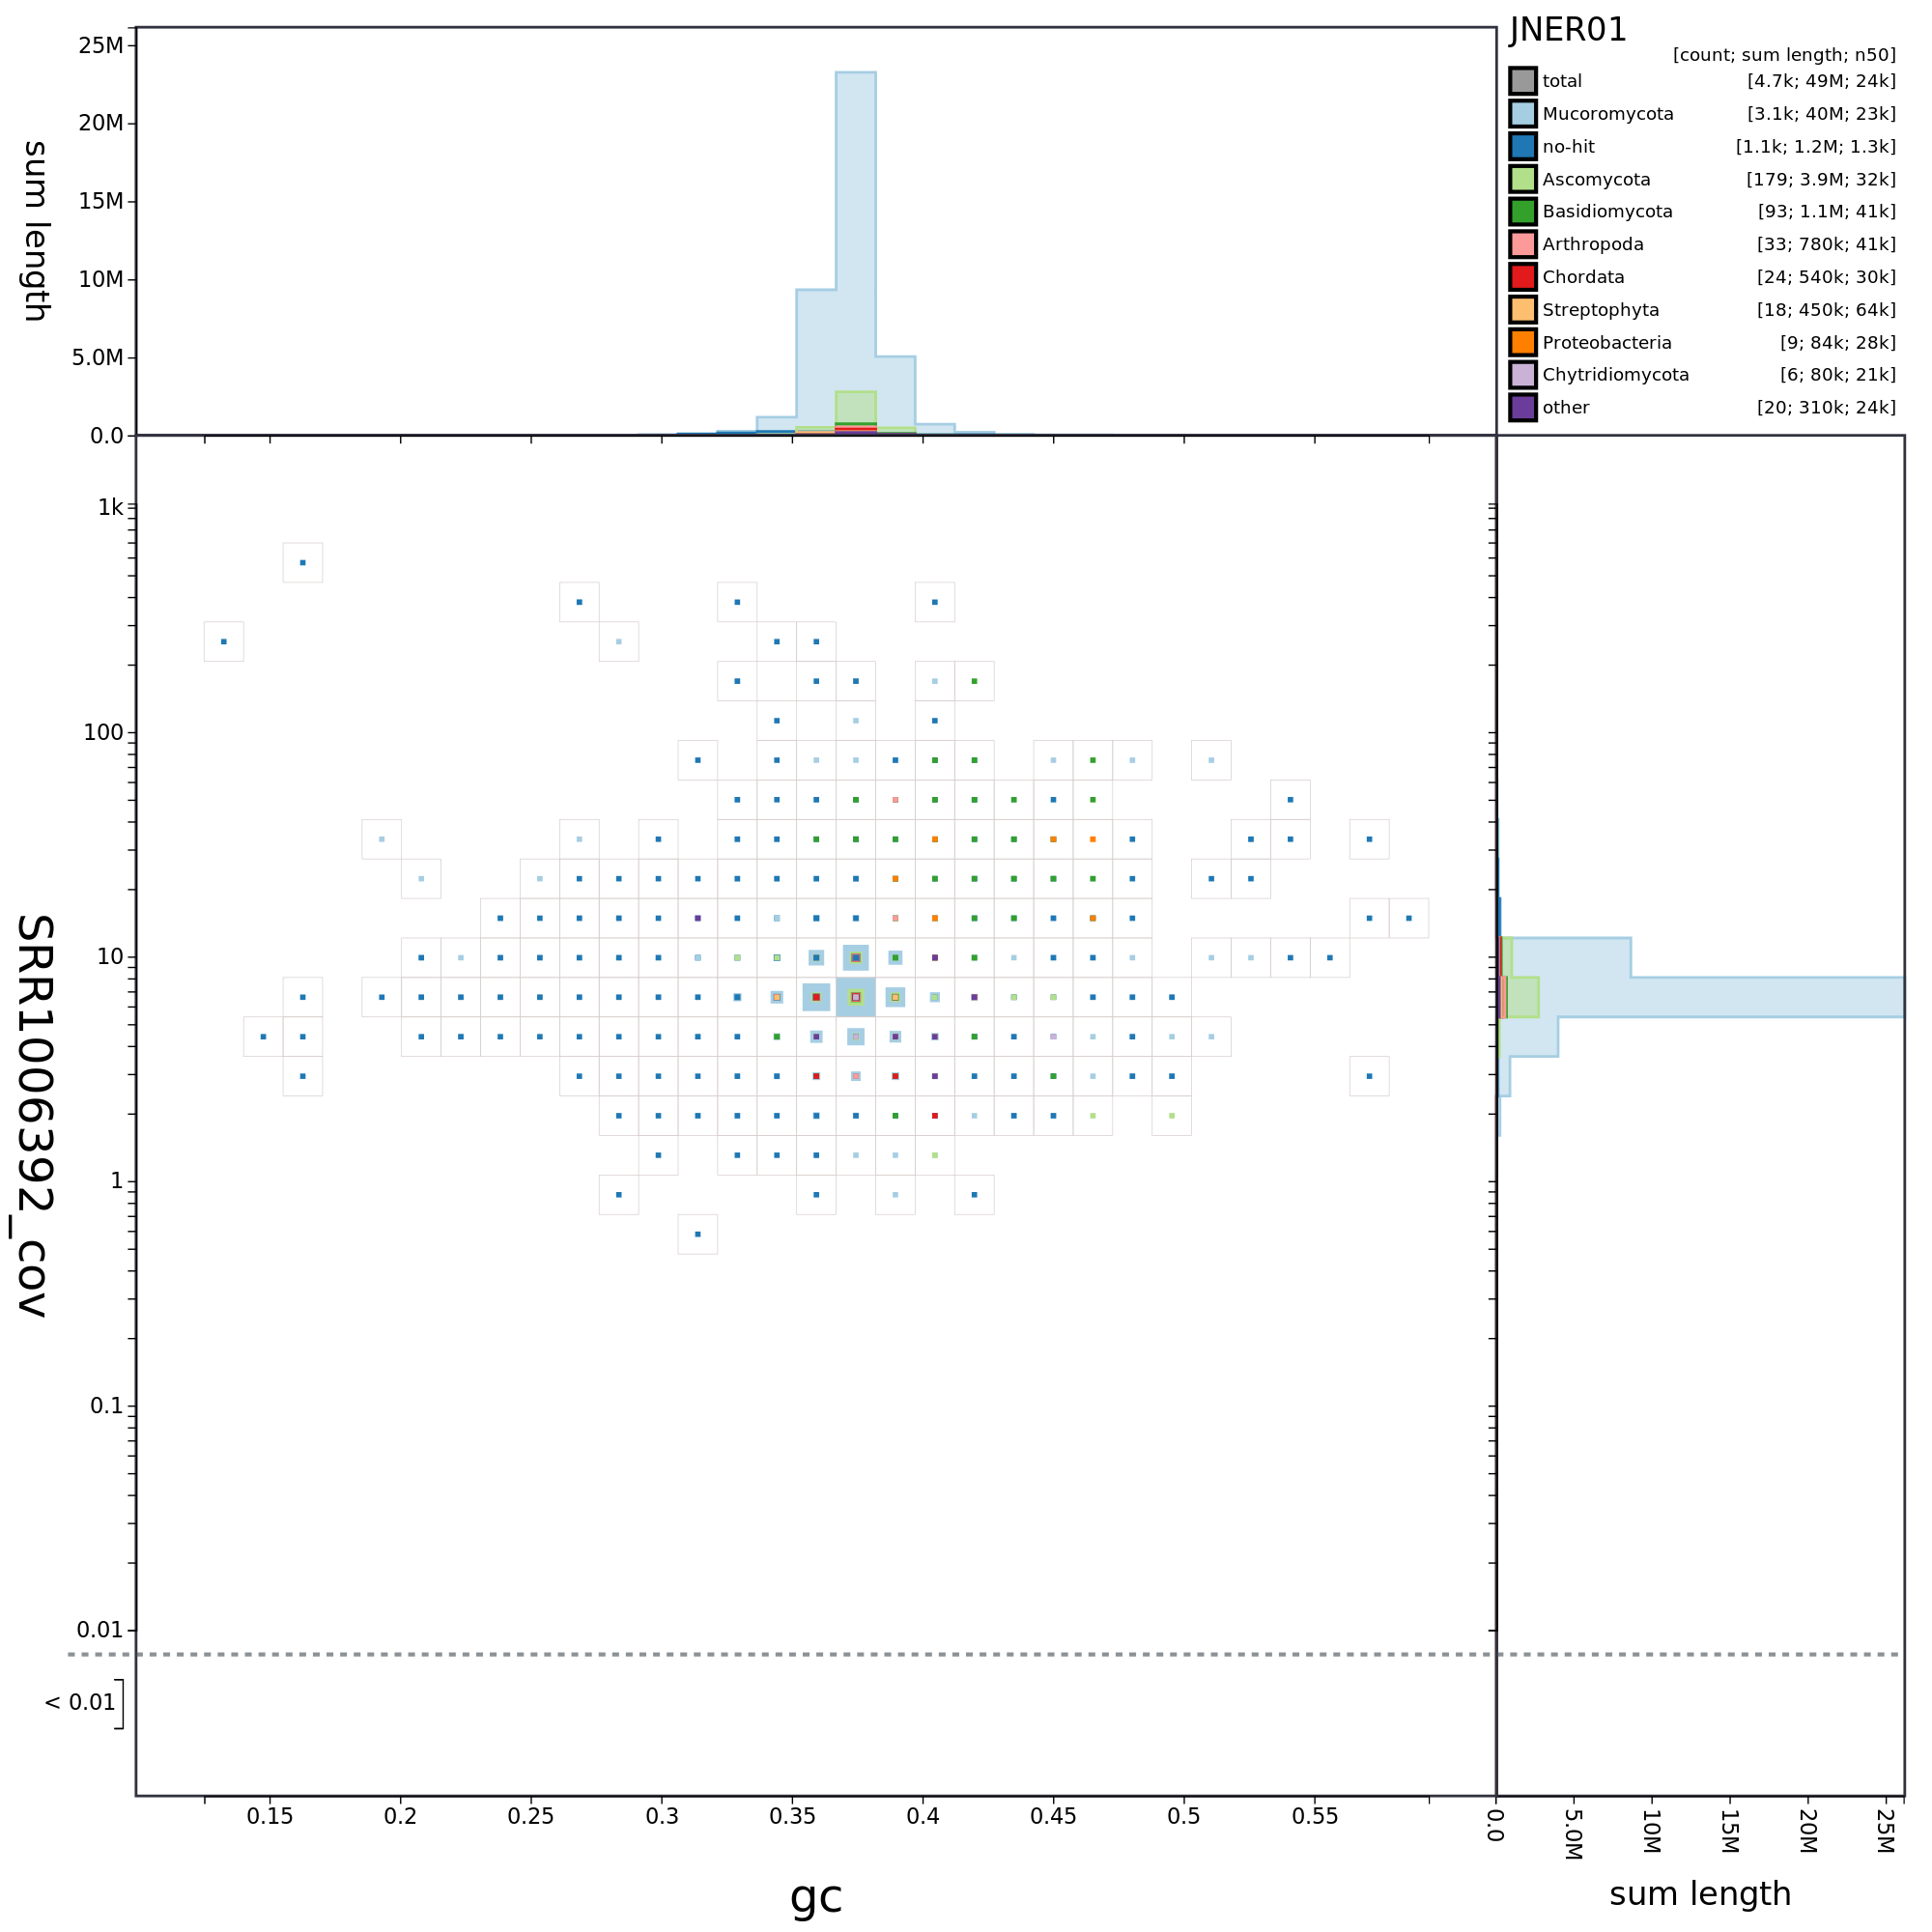 JNER01
[count; sum length; n50]
total [4.7k; 49M; 24k]
Mucoromycota [3.1k; 40M; 23k]
no-hit [1.1k; 1.2M; 1.3k]
Ascomycota [179; 3.9M; 32k]
Basidiomycota [93; 1.1M; 41k]
Arthropoda [33; 780k; 41k]
Chordata [24; 540k; 30k]
Streptophyta [18; 450k; 64k]
Proteobacteria [9; 84k; 28k]
Chytridiomycota [6; 80k; 21k]
other [20; 310k; 24k]
sum length
25M
20M
15M
10M
5.0M
0.0
SRR1006392_cov
1k
100
10
1
0.1
0.01
< 0.01
0.15 0.2 0.25 0.3 0.35 0.4 0.45 0.5 0.55
gc
0.0 5.0M 10M 15M 20M 25M
sum length